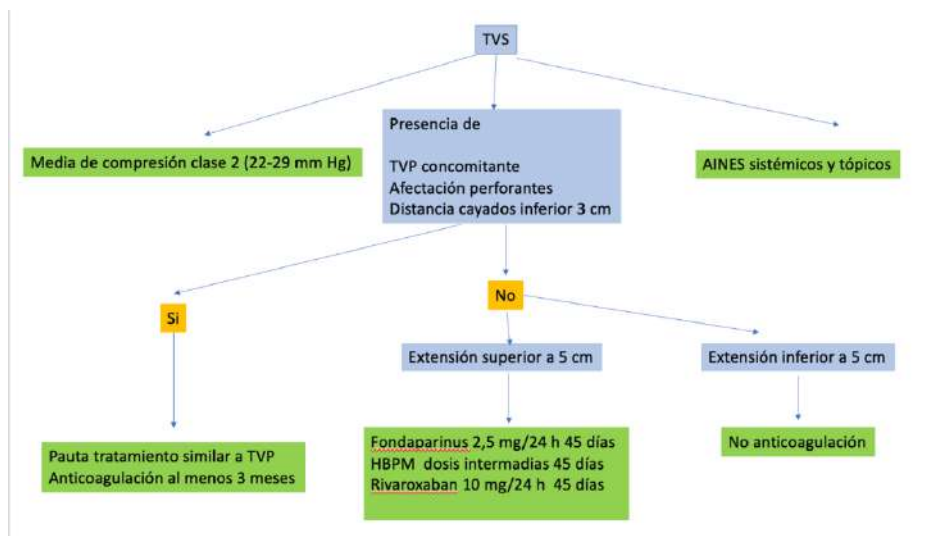 TVS
Media de compresión clase 2 (22-29 mm Hg)
Presencia de
TVP concomitante
Afectación perforantes
Distancia cayados inferior 3 cm
AINES sistémicos y tópicos
Si
No
Extensión superior a 5 cm
Extensión inferior a 5 cm
Pauta tratamiento similar a TVP
Anticoagulación al menos 3 meses
Fondaparinus 2,5 mg/24 h 45 días
HBPM dosis intermadias 45 días
Rivaroxaban 10 mg/24 h 45 días
No anticoagulación